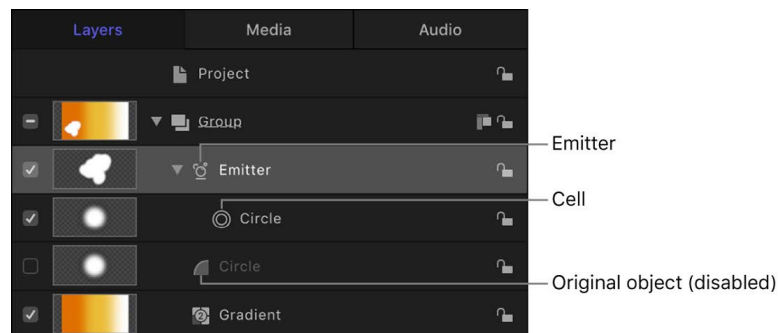 Layers Media Audio
Project
Group
Emitter
Emitter
Cell
Circle
Circle
Original object (disabled)
Gradient